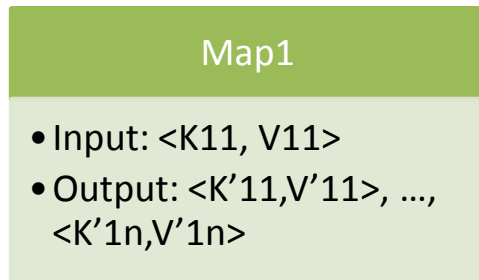 Map1
•Input: <K11, V11>
•Output: <K’11,V’11>, …,
<K’1n,V’1n>